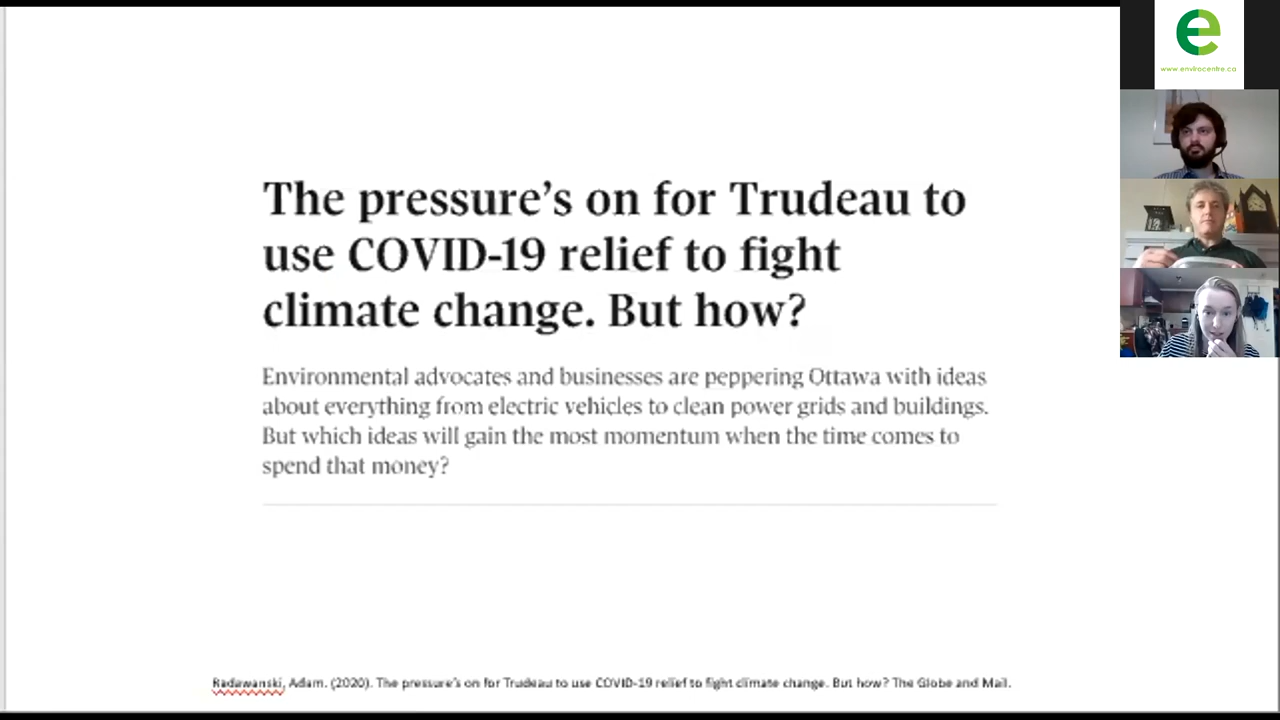 www.envirocentre.ca
The pressure's on for Trudeau to
use COVID-19 relief to fight
climate change. But how?
Environmental advocates and businesses are peppering Ottawa with ideas
about everything from electric vehicles to clean power grids and buildings.
But which ideas will gain the most momentum when the time comes to
spend that money?
Radawanski, Adam. (2020). The pressure's on for Trudeau to use COVID-19 relief to fight climate change. But how? The Globe and Mail.